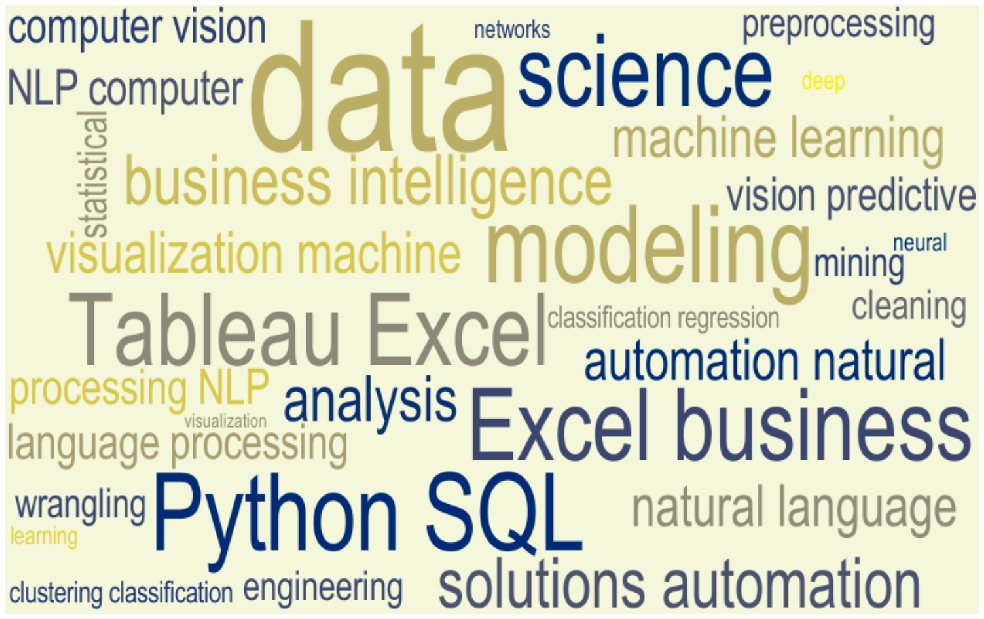 computer vision
networks
preprocessing
data
science
NLP computer
deep
statistical
machine learning
business intelligence
vision predictive
modeling
visualization machine
neural
mining
cleaning
Tableau Excel
classification regression
automation natural
processing NLP
analysis
Excel business
visualization
language processing
Python SQL
wrangling
natural language
learning
clustering classification
engineering
solutions automation